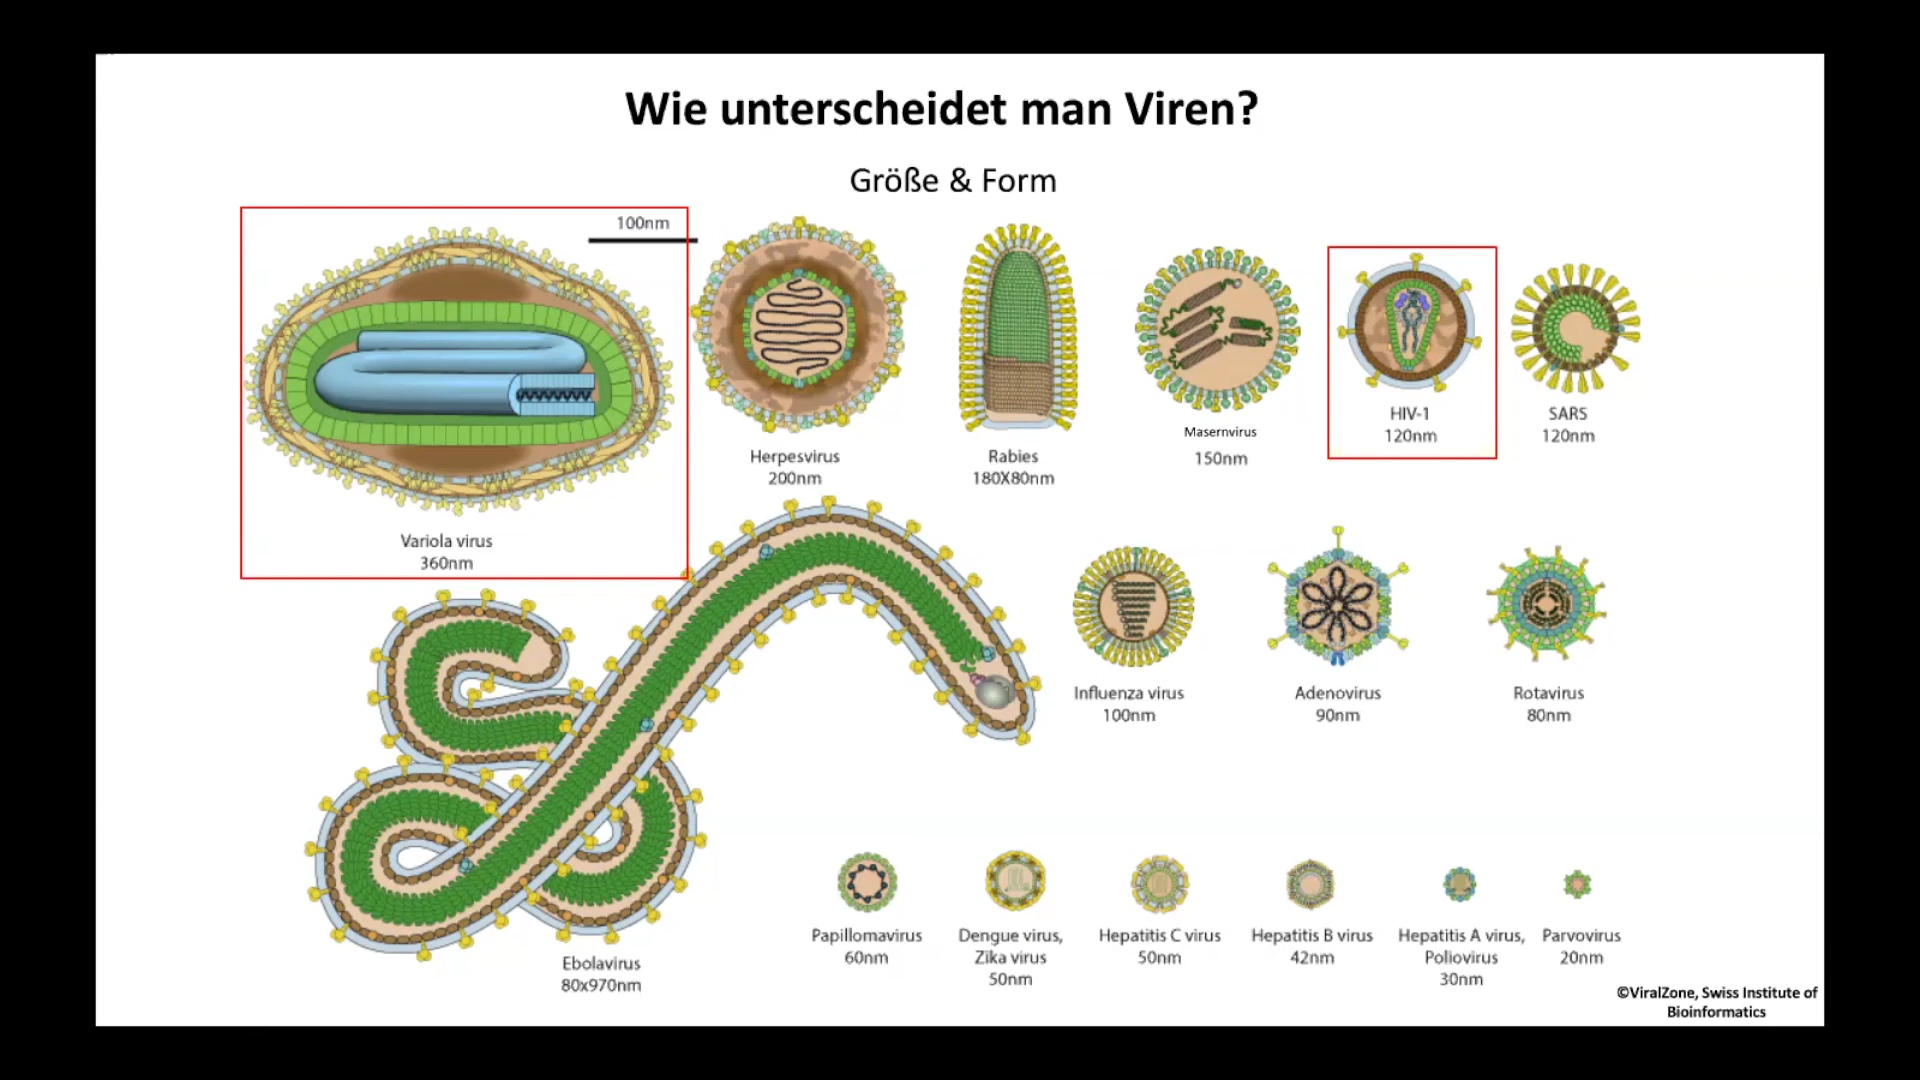 Wie unterscheidet man Viren?
Größe & Form
100nm
Variola virus
360nm
Herpesvirus
200nm
Rabies
180X80nm
Masernvirus
150nm
HIV-1
120nm
SARS
120nm
Influenza virus
100nm
Adenovirus
90nm
Rotavirus
80nm
Ebolavirus
80x970nm
Papillomavirus
60nm
Dengue virus,
Zika virus
50nm
Hepatitis C virus
50nm
Hepatitis B virus
42nm
Hepatitis A virus,
Poliovirus
30nm
Parvovirus
20nm
©ViralZone, Swiss Institute of
Bioinformatics